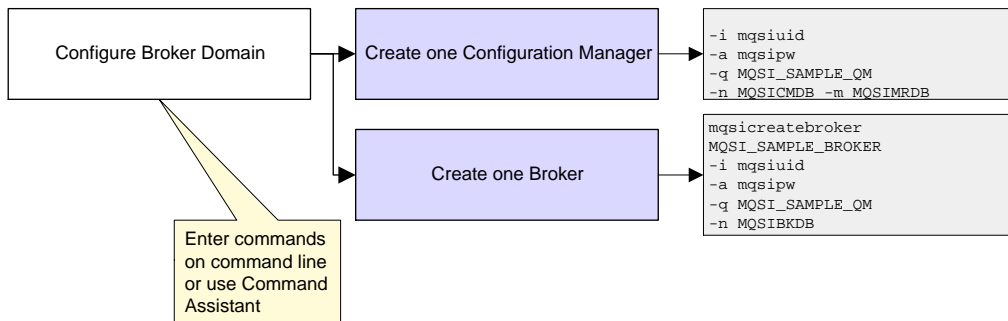 Configure Broker Domain
Create one Configuration Manager
-i mqsiuid
-a mqsipw
-q MQSI_SAMPLE_QM
-n MQSICMDB -m MQSIMRDB
Create one Broker
mqsicreatebroker
MQSI_SAMPLE_BROKER
-i mqsiuid
-a mqsipw
-q MQSI_SAMPLE_QM
-n MQSIBKDB
Enter commands
on command line
or use Command
Assistant